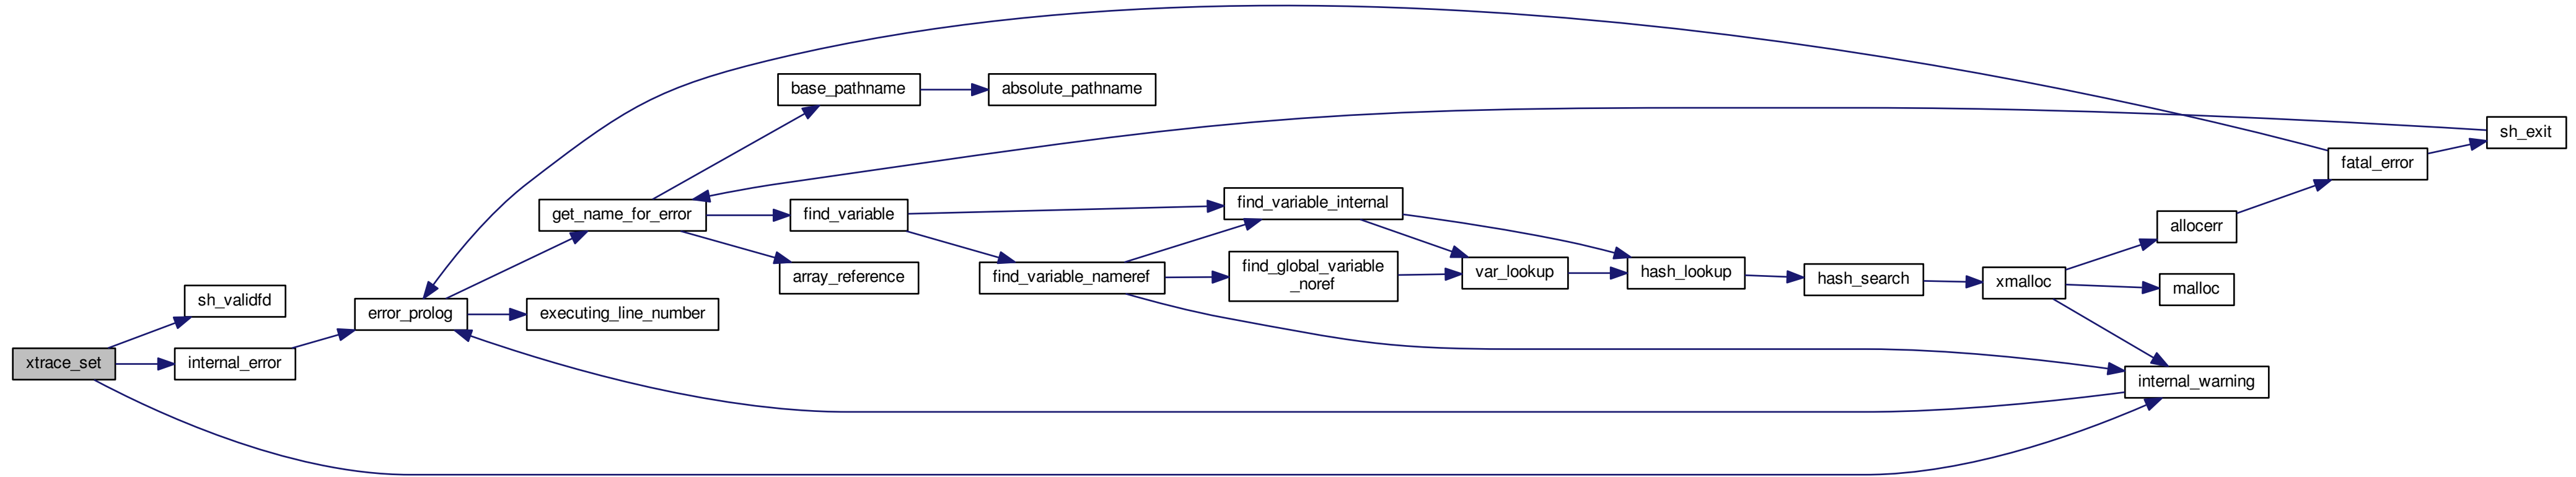 base_pathname
absolute_pathname
sh_exit
fatal_error
get_name_for_error
find_variable
find_variable_internal
allocerr
array_reference
find_variable_nameref
find_global_variable
_noref
var_lookup
hash_lookup
hash_search
xmalloc
malloc
sh_validfd
error_prolog
executing_line_number
xtrace_set
internal_error
internal_warning